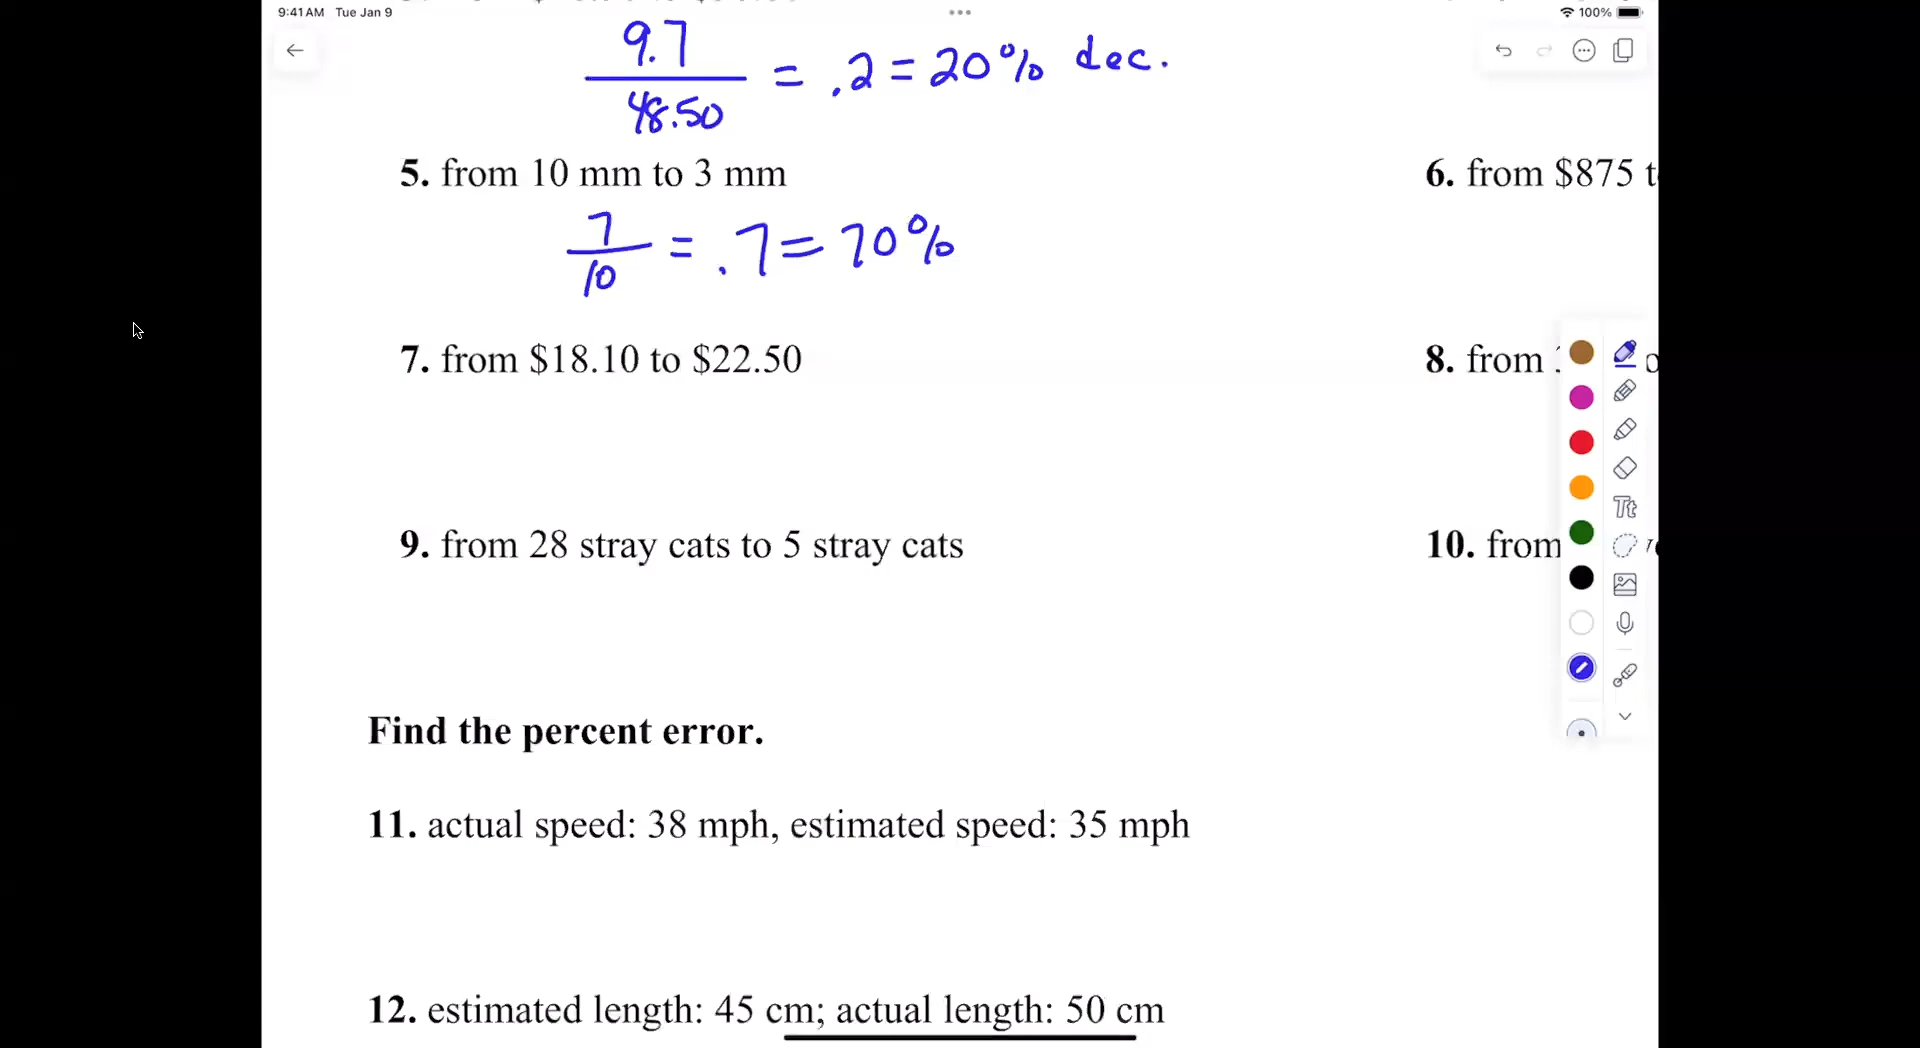 9:41 AM Tue Jan 9
100%
9.7
48.50
= .2 = 20% dec.
5. from 10 mm to 3 mm
6. from $875 t
7
10
= .7 = 70%
7. from $18.10 to $22.50
8. from
9. from 28 stray cats to 5 stray cats
10. from
Tt
Find the percent error.
11. actual speed: 38 mph, estimated speed: 35 mph
12. estimated length: 45 cm; actual length: 50 cm